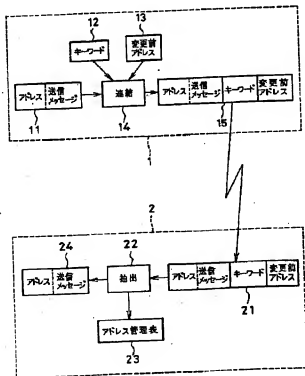 12
13
キーワード
変更前
アドレス
アドレス
送信
メッセージ
連結
アドレス
送信
メッセージ
キーワード
変更前
アドレス
11
14
15
1
2
24
22
アドレス
送信
メッセージ
抽出
アドレス
送信
メッセージ
キーワード
変更前
アドレス
21
アドレス管理表
23